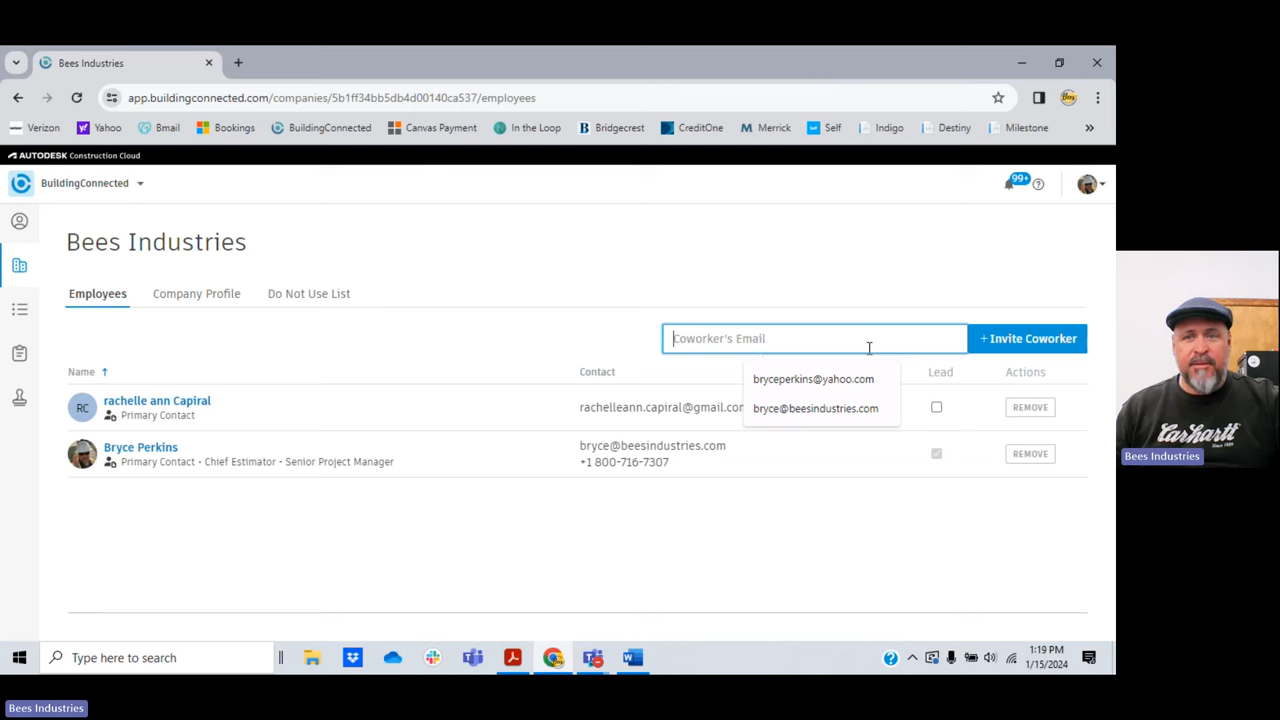 Bees Industries
app.buildingconnected.com/companies/5b1ff34bb5db4d00140ca537/employees
Verizon Yahoo Bmail Bookings BuildingConnected Canvas Payment In the Loop Bridgecrest CreditOne Merrick Self Indigo Destiny Milestone
AUTODESK Construction Cloud
BuildingConnected 99+
Bees Industries
Employees Company Profile Do Not Use List
Coworker's Email + Invite Coworker
Name Contact Lead Actions
bryceperkins@yahoo.com
bryce@beesindustries.com
RC rachelle ann Capiral rachelleann.capiral@gmail.com REMOVE
Primary Contact
Bryce Perkins bryce@beesindustries.com REMOVE
Primary Contact - Chief Estimator - Senior Project Manager +1 800-716-7307
carhartt
Bees Industries
Type here to search
1:19 PM
1/15/2024
Bees Industries